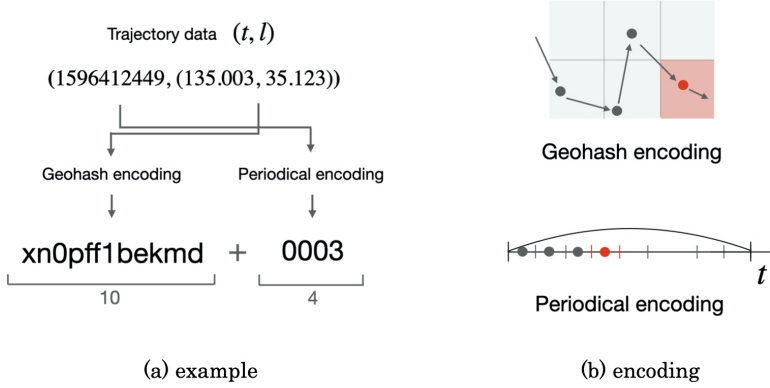 Trajectory data (t, l)
(1596412449, (135.003, 35.123))
Geohash encoding Periodical encoding
xn0pff1bekmd + 0003
10 4
(a) example
Geohash encoding
t
Periodical encoding
(b) encoding